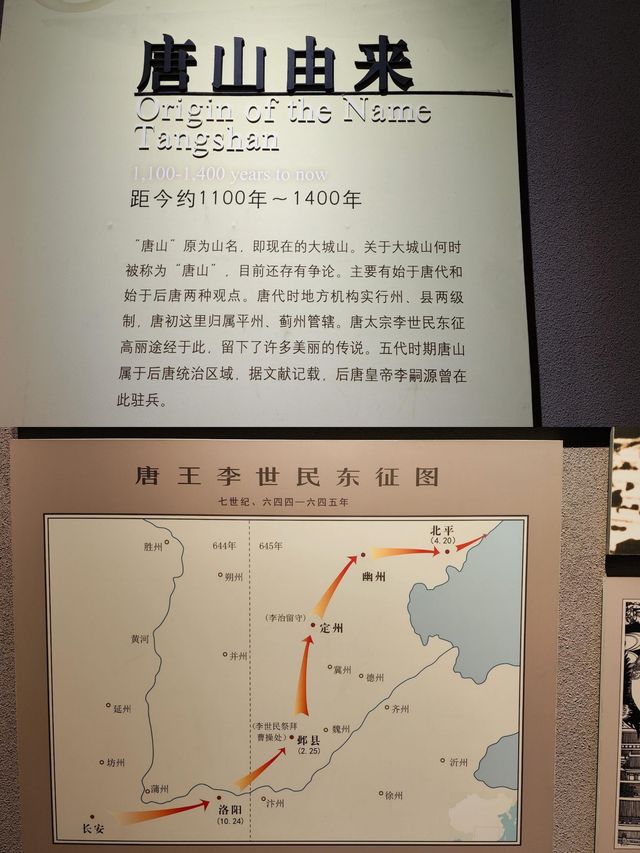 唐山由来
Origin of the Name
Tangshan
1,100-1,400 years to now
距今约1100年～1400年
“唐山”原为山名，即现在的大城山。关于大城山何时
被称为“唐山”，目前还存有争论。主要有始于唐代和
始于后唐两种观点。唐代时地方机构实行州、县两级
制，唐初这里归属平州、蓟州管辖。唐太宗李世民东征
高丽途经于此，留下了许多美丽的传说。五代时期唐山
属于后唐统治区域，据文献记载，后唐皇帝李嗣源曾在
此驻兵。
唐王李世民东征图
七世纪、六四四—六四五年
北平
(4.20)
胜州
644年
645年
朔州
幽州
(李治留守)
定州
黄河
并州
冀州
德州
延州
齐州
(李世民祭拜
曹操处)
邺县
(2.25)
魏州
坊州
沂州
蒲州
洛阳
(10.24)
汴州
徐州
长安